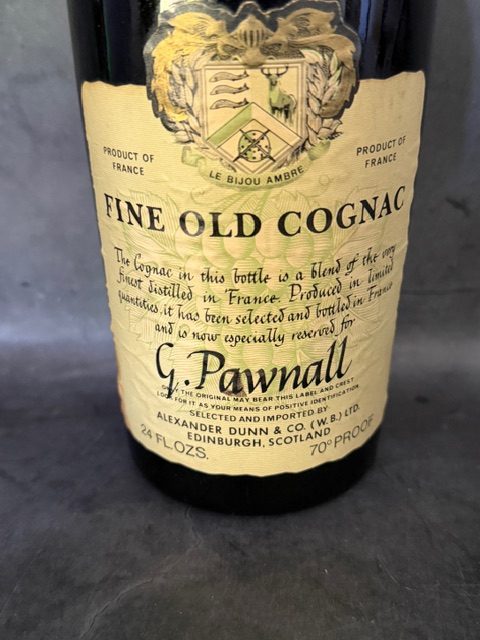 LE BIJOU AMBRE
PRODUCT OF
FRANCE
PRODUCT OF
FRANCE
FINE OLD COGNAC
The Cognac in this bottle is a blend of the very
finest distilled in France. Produced in limited
quantities, it has been selected and bottled in France
and is now especially reserved for
G. Pawnall
ONLY THE ORIGINAL MAY BEAR THIS LABEL AND CREST
LOOK FOR IT AS YOUR MEANS OF POSITIVE IDENTIFICATION
SELECTED AND IMPORTED BY
ALEXANDER DUNN & CO. (W.B.) LTD.
EDINBURGH, SCOTLAND
24 FL.OZS.
70° PROOF